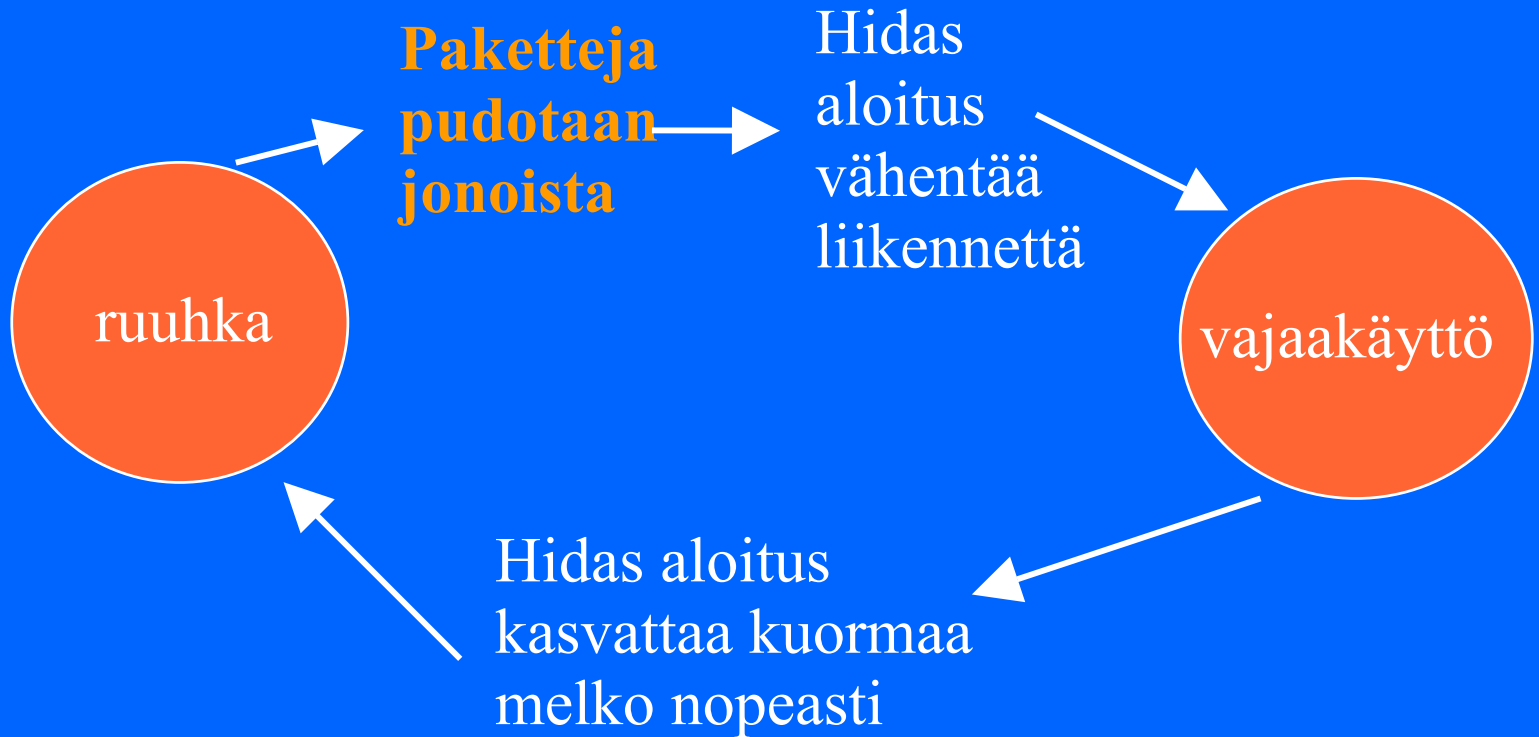 Paketteja
pudotaan
jonoista
Hidas
aloitus
vähentää
liikennettä
ruuhka
vajaakäyttö
Hidas aloitus
kasvattaa kuormaa
melko nopeasti